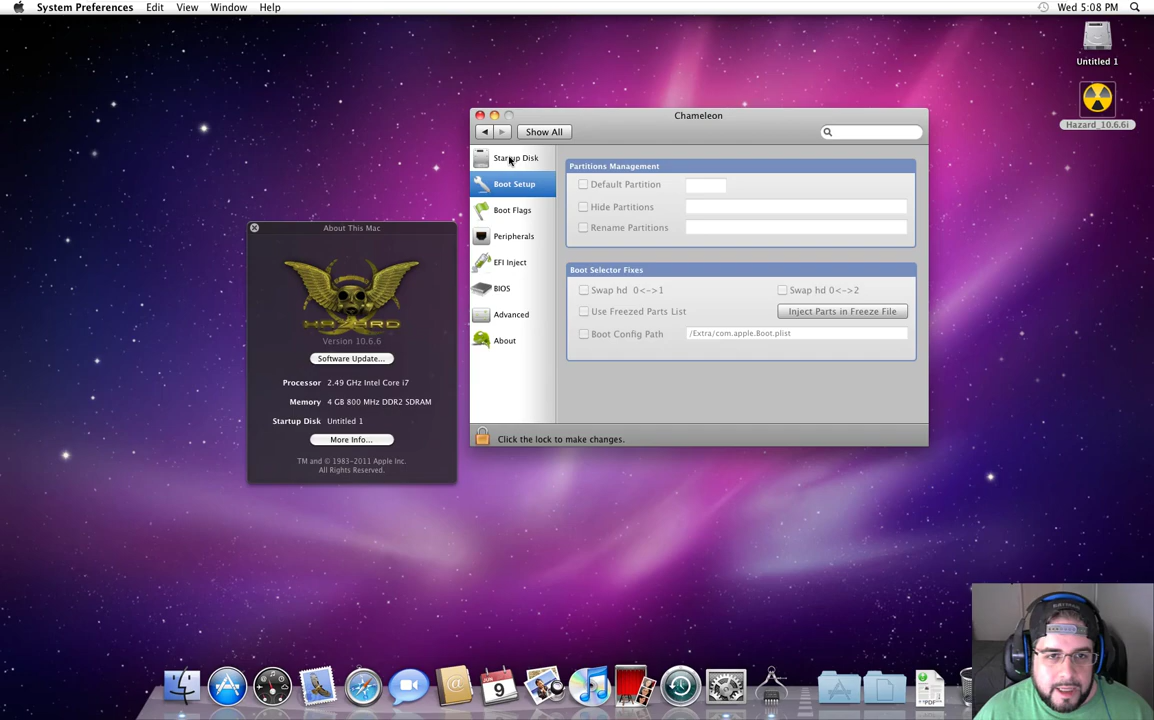 System Preferences Edit View Window Help
Wed 5:08 PM
Untitled 1
Hazard_10.6.6i
Chameleon
Show All
Startup Disk
Boot Setup
Boot Flags
Peripherals
EFI Inject
BIOS
Advanced
About
Partitions Management
Default Partition
Hide Partitions
Rename Partitions
Boot Selector Fixes
Swap hd 0<->1
Swap hd 0<->2
Use Freezed Parts List
Inject Parts in Freeze File
Boot Config Path
/Extra/com.apple.Boot.plist
Click the lock to make changes.
About This Mac
HAZARD
Version 10.6.6
Software Update...
Processor 2.49 GHz Intel Core i7
Memory 4 GB 800 MHz DDR2 SDRAM
Startup Disk Untitled 1
More Info...
TM and © 1983-2011 Apple Inc.
All Rights Reserved.
JUN
9
PDF